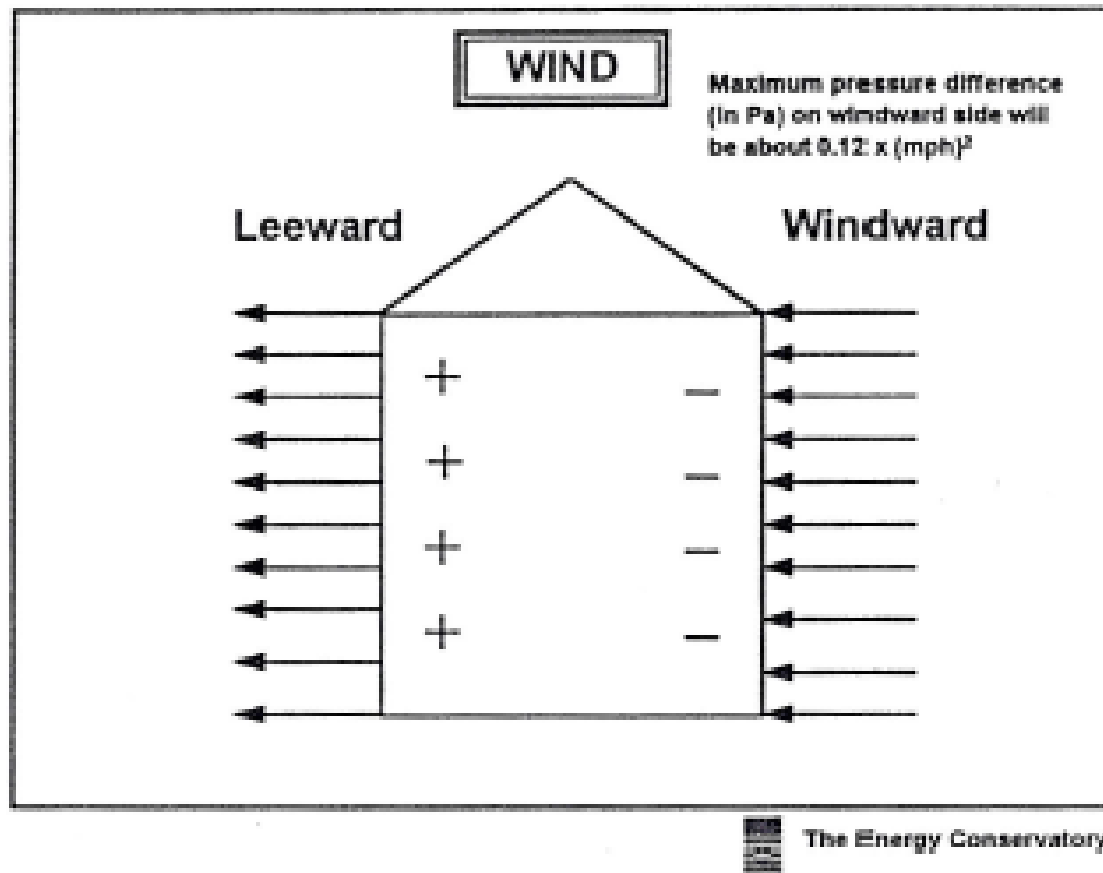 WIND
Maximum pressure difference
(in Pa) on windward side will
be about 0.12 x (mph)²
Leeward
Windward
+
−
+
−
+
−
+
−
The Energy Conservatory